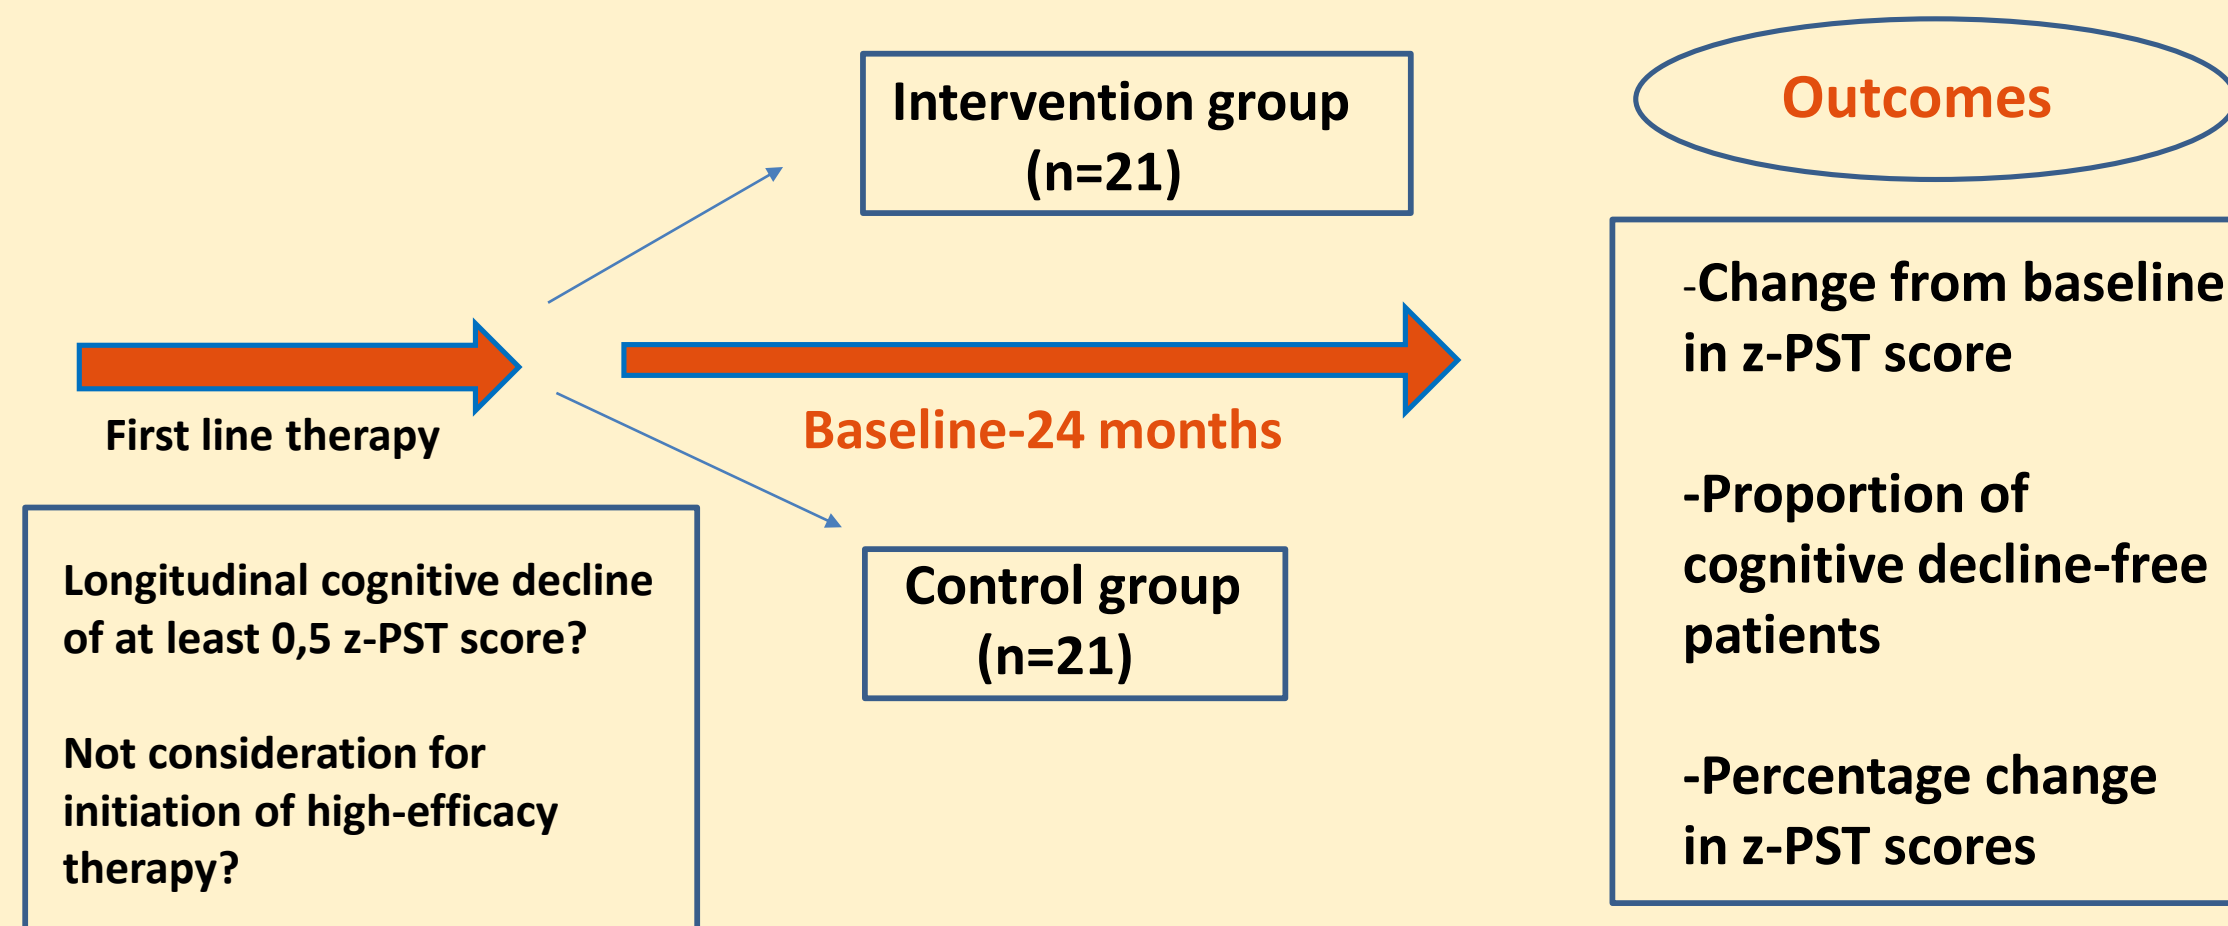 Intervention group
(n=21)
First line therapy
Baseline-24 months
Longitudinal cognitive decline
of at least 0,5 z-PST score?
Not consideration for
initiation of high-efficacy
therapy?
Control group
(n=21)
Outcomes
-Change from baseline
in z-PST score
-Proportion of
cognitive decline-free
patients
-Percentage change
in z-PST scores